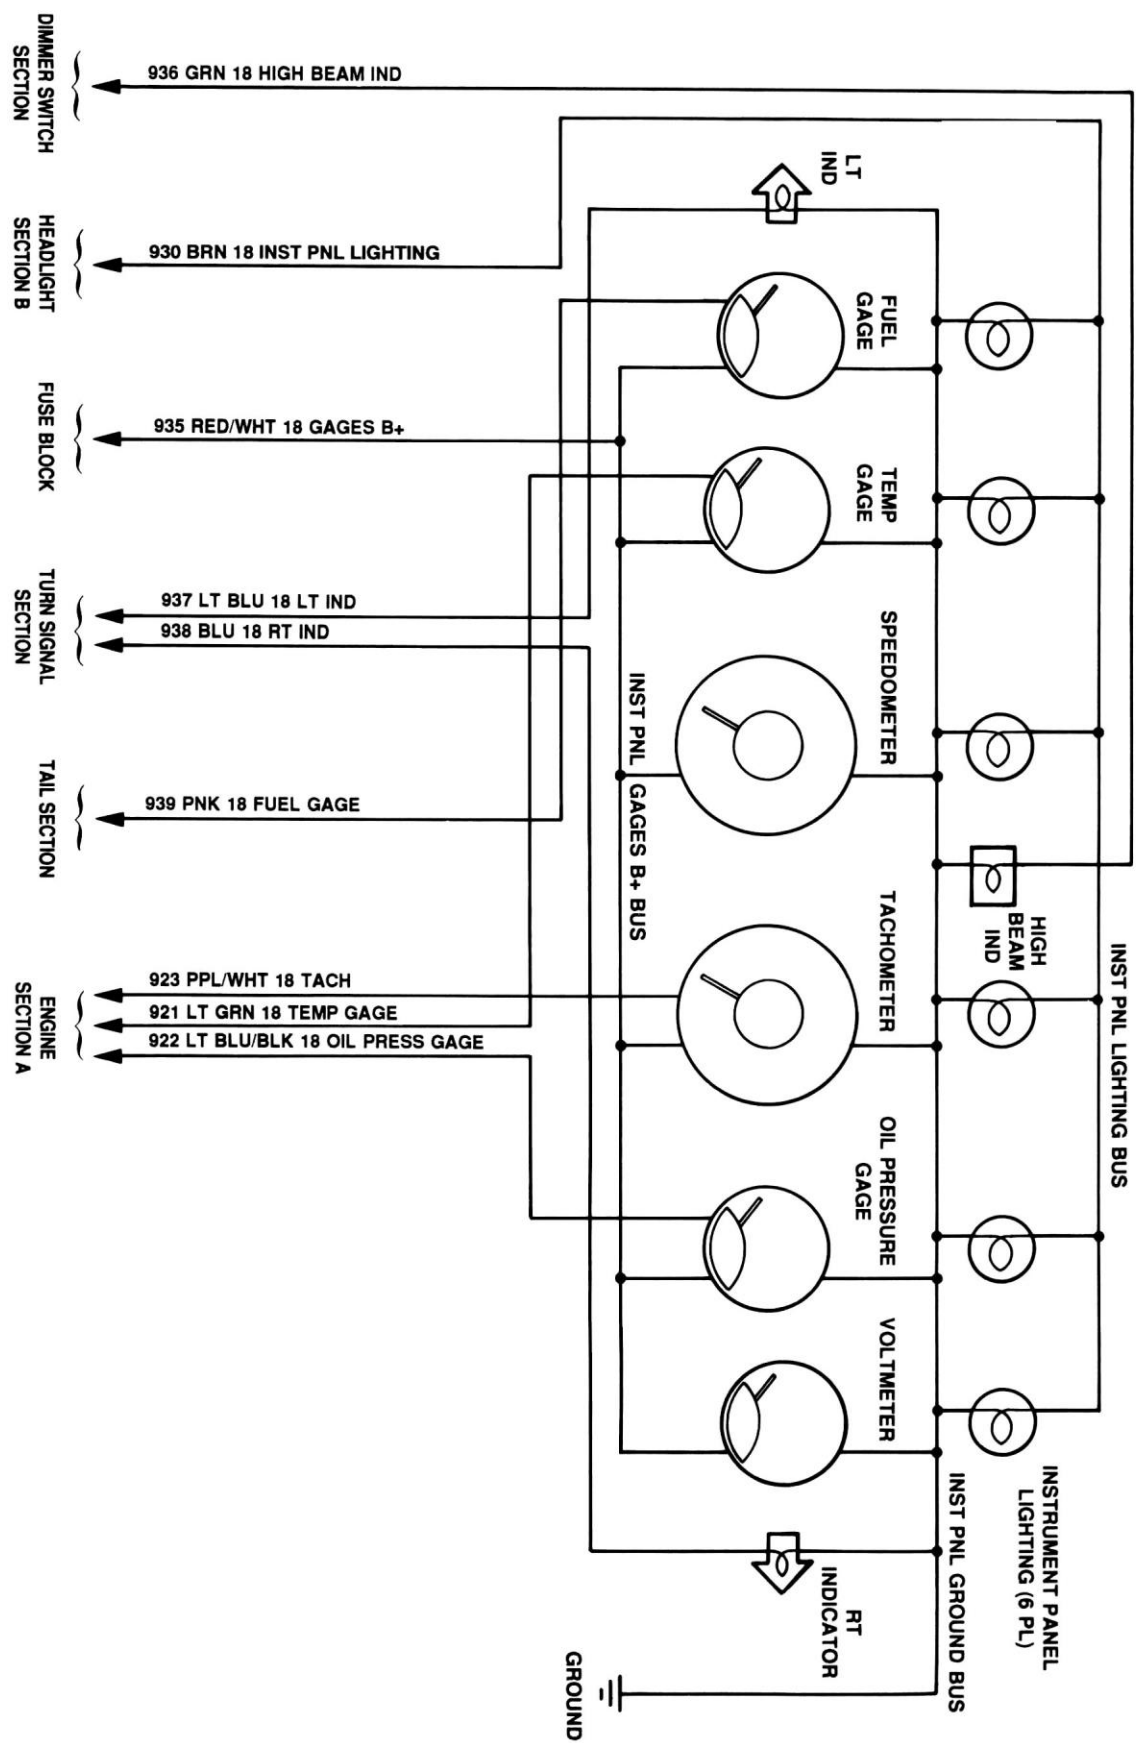 DIMMER SWITCH
SECTION
936 GRN 18 HIGH BEAM IND
HEADLIGHT
SECTION B
930 BRN 18 INST PNL LIGHTING
FUSE BLOCK
935 RED/WHT 18 GAGES B+
TURN SIGNAL
SECTION
937 LT BLU 18 LT IND
938 BLU 18 RT IND
TAIL SECTION
939 PNK 18 FUEL GAGE
ENGINE
SECTION A
923 PPL/WHT 18 TACH
921 LT GRN 18 TEMP GAGE
922 LT BLU/BLK 18 OIL PRESS GAGE
LT
IND
FUEL
GAGE
TEMP
GAGE
SPEEDOMETER
TACHOMETER
OIL PRESSURE
GAGE
VOLTMETER
RT
INDICATOR
INST PNL GAGES B+ BUS
HIGH
BEAM
IND
INST PNL LIGHTING BUS
INSTRUMENT PANEL
LIGHTING (6 PL)
INST PNL GROUND BUS
GROUND